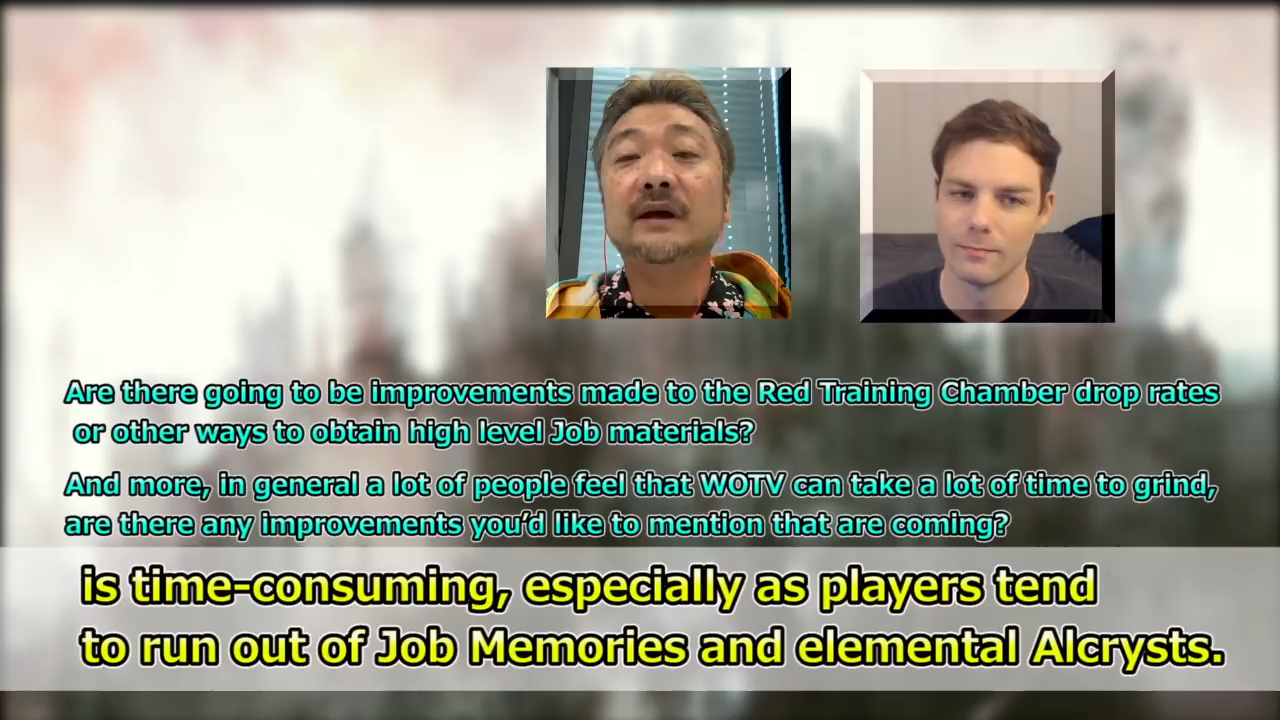 Are there going to be improvements made to the Red Training Chamber drop rates
or other ways to obtain high level Job materials?
And more, in general a lot of people feel that WOTV can take a lot of time to grind,
are there any improvements you'd like to mention that are coming?
is time-consuming, especially as players tend
to run out of Job Memories and elemental Alcrysts.